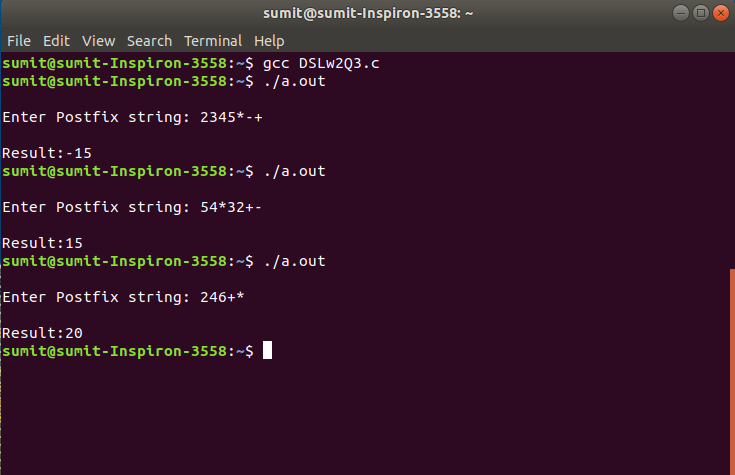 sumit@sumit-Inspiron-3558: ~
File Edit View Search Terminal Help
sumit@sumit-Inspiron-3558:~$ gcc DSLw2Q3.c
sumit@sumit-Inspiron-3558:~$ ./a.out
Enter Postfix string: 2345*-+
Result:-15
sumit@sumit-Inspiron-3558:~$ ./a.out
Enter Postfix string: 54*32+-
Result:15
sumit@sumit-Inspiron-3558:~$ ./a.out
Enter Postfix string: 246+*
Result:20
sumit@sumit-Inspiron-3558:~$